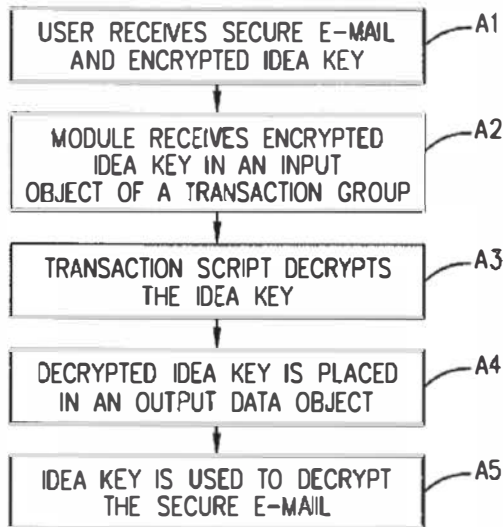 USER RECEIVES SECURE E-MAIL
AND ENCRYPTED IDEA KEY
A1
MODULE RECEIVES ENCRYPTED
IDEA KEY IN AN INPUT
OBJECT OF A TRANSACTION GROUP
A2
TRANSACTION SCRIPT DECRYPTS
THE IDEA KEY
A3
DECRYPTED IDEA KEY IS PLACED
IN AN OUTPUT DATA OBJECT
A4
IDEA KEY IS USED TO DECRYPT
THE SECURE E-MAIL
A5